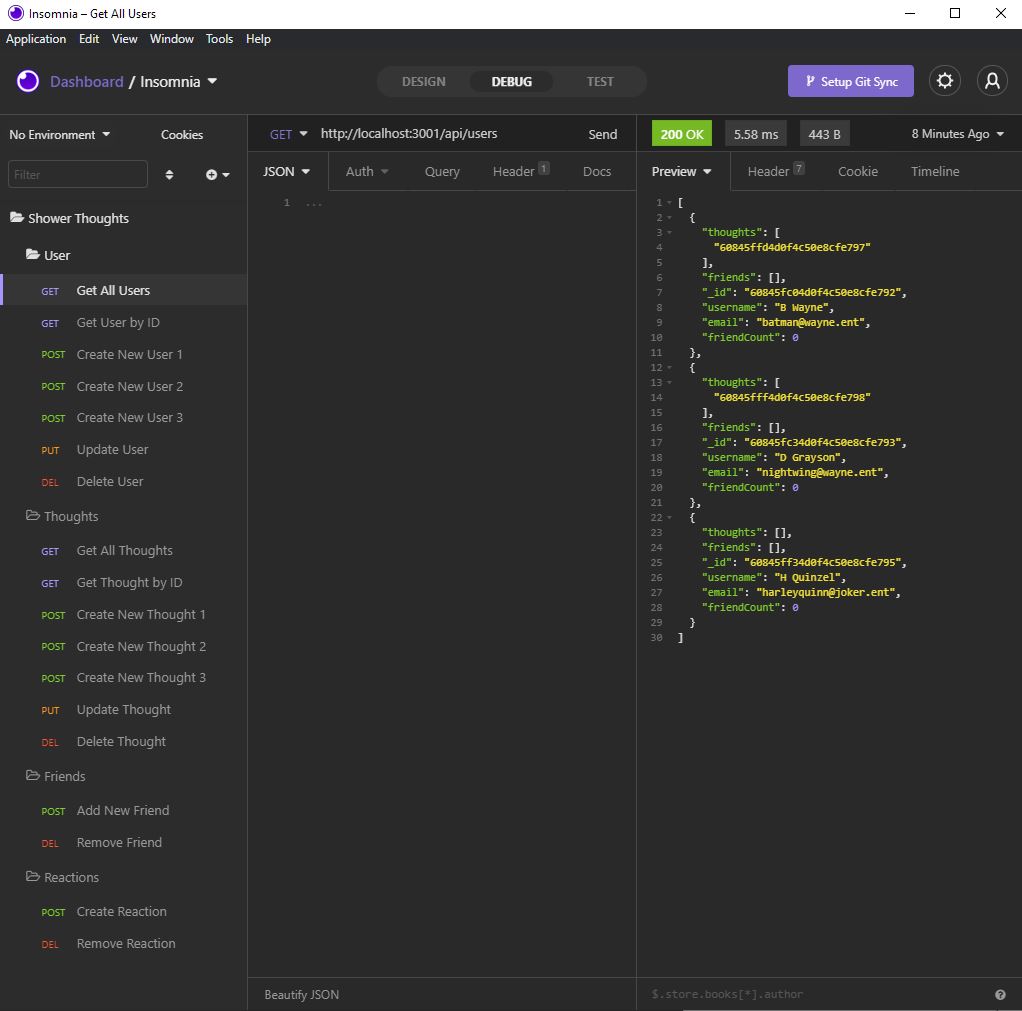 Insomnia – Get All Users
Application Edit View Window Tools Help
Dashboard / Insomnia
DESIGN DEBUG TEST
Setup Git Sync
No Environment Cookies
Filter
Shower Thoughts
User
GET Get All Users
GET Get User by ID
POST Create New User 1
POST Create New User 2
POST Create New User 3
PUT Update User
DEL Delete User
Thoughts
GET Get All Thoughts
GET Get Thought by ID
POST Create New Thought 1
POST Create New Thought 2
POST Create New Thought 3
PUT Update Thought
DEL Delete Thought
Friends
POST Add New Friend
DEL Remove Friend
Reactions
POST Create Reaction
DEL Remove Reaction
GET http://localhost:3001/api/users Send
JSON Auth Query Header 1 Docs
1 ...
Beautify JSON
200 OK 5.58 ms 443 B 8 Minutes Ago
Preview Header 7 Cookie Timeline
1 [
2 {
3 "thoughts": [
4 "60845ffd4d0f4c50e8cfe797"
5 ],
6 "friends": [],
7 "_id": "60845fc04d0f4c50e8cfe792",
8 "username": "B Wayne",
9 "email": "batman@wayne.ent",
10 "friendCount": 0
11 },
12 {
13 "thoughts": [
14 "60845fff4d0f4c50e8cfe798"
15 ],
16 "friends": [],
17 "_id": "60845fc34d0f4c50e8cfe793",
18 "username": "D Grayson",
19 "email": "nightwing@wayne.ent",
20 "friendCount": 0
21 },
22 {
23 "thoughts": [],
24 "friends": [],
25 "_id": "60845ff34d0f4c50e8cfe795",
26 "username": "H Quinzel",
27 "email": "harleyquinn@joker.ent",
28 "friendCount": 0
29 }
30 ]
$.store.books[*].author